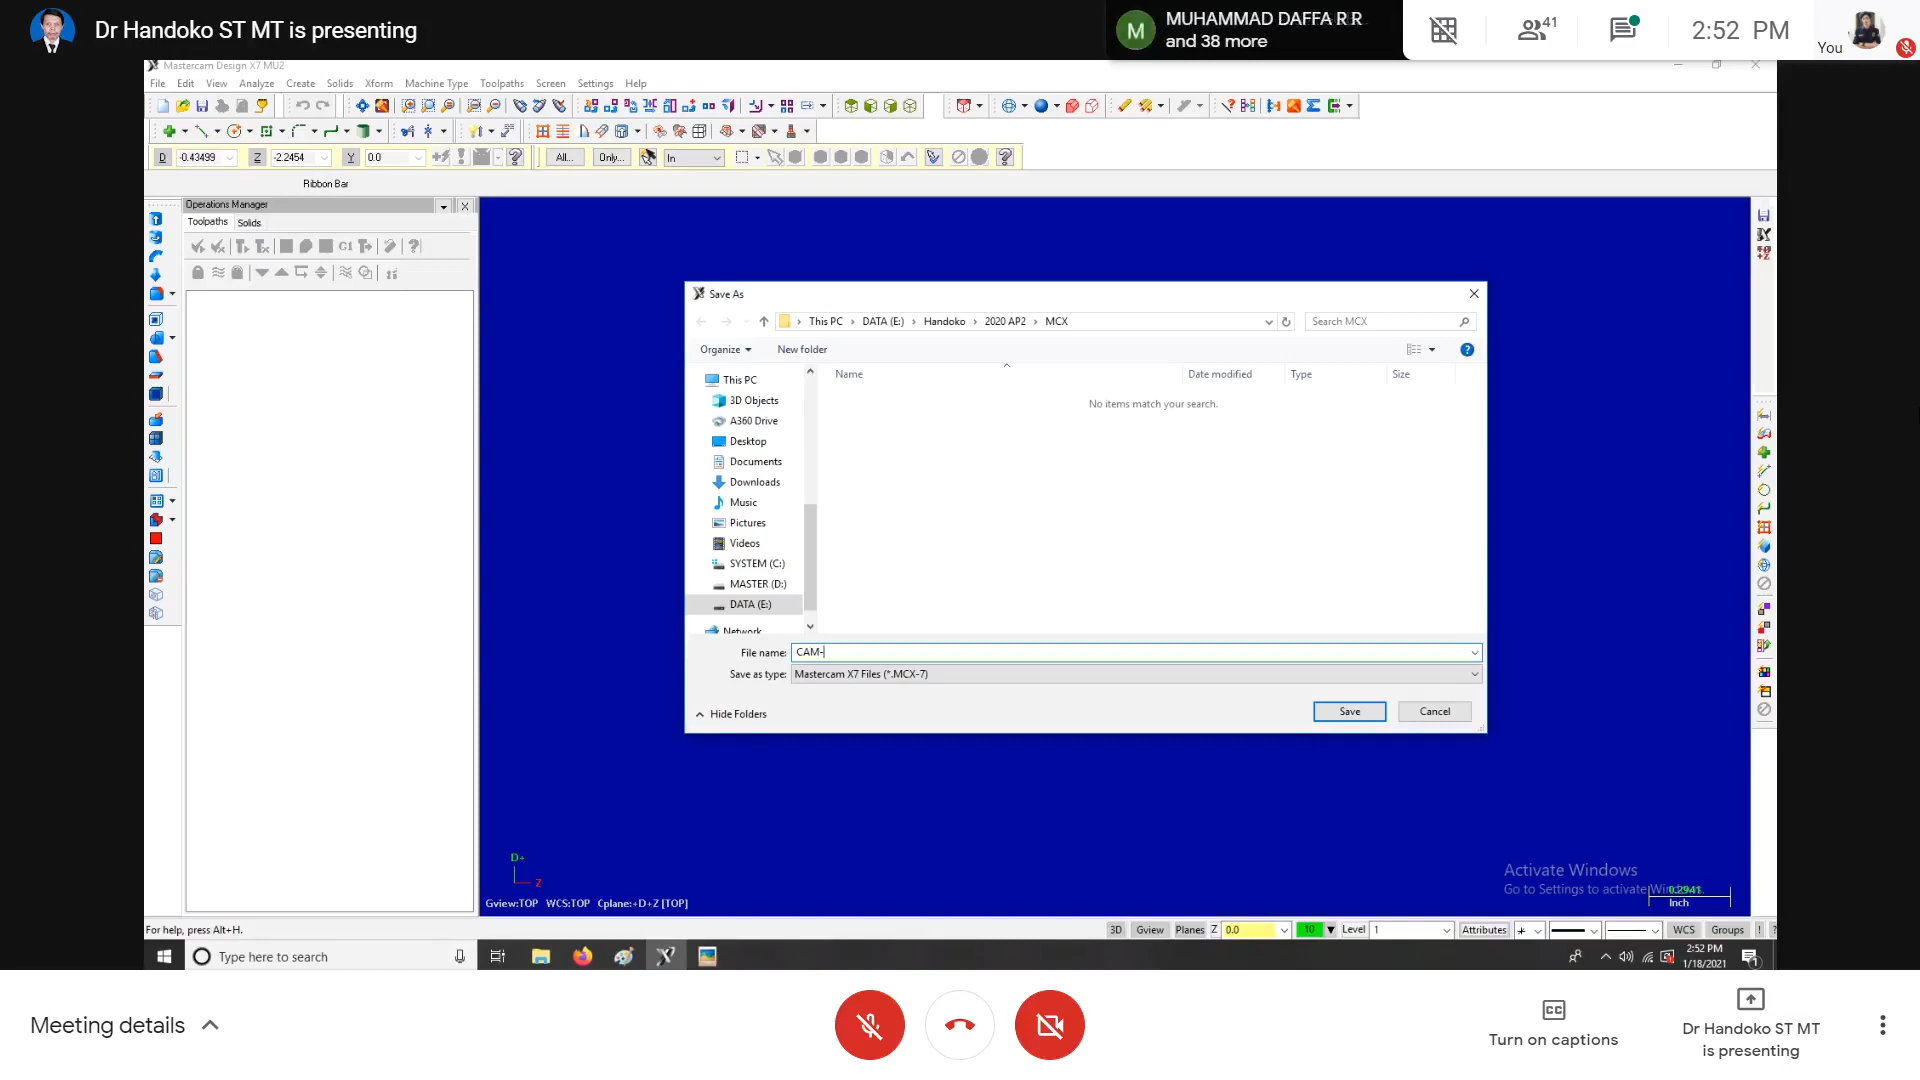 Dr Handoko ST MT is presenting
M
MUHAMMAD DAFFA R R
and 38 more
41
2:52 PM
You
Mastercam Design X7 MU2
File Edit View Analyze Create Solids Xform Machine Type Toolpaths Screen Settings Help
D -0.43499 Z -2.2454 Y 0.0 All... Only... In
Ribbon Bar
Operations Manager
Toolpaths Solids
G1
Save As
This PC › DATA (E:) › Handoko › 2020 AP2 › MCX
Search MCX
Organize New folder
Name Date modified Type Size
No items match your search.
This PC
3D Objects
A360 Drive
Desktop
Documents
Downloads
Music
Pictures
Videos
SYSTEM (C:)
MASTER (D:)
DATA (E:)
Network
File name: CAM-
Save as type: Mastercam X7 Files (*.MCX-7)
Hide Folders
Save Cancel
D+
Z
Gview:TOP WCS:TOP Cplane:+D+Z [TOP]
Activate Windows
Go to Settings to activate Windows.
0.2941
Inch
For help, press Alt+H.
3D Gview Planes Z 0.0 10 Level 1 Attributes WCS Groups ! ?
Type here to search
2:52 PM
1/18/2021
1
Meeting details
CC
Turn on captions
Dr Handoko ST MT
is presenting